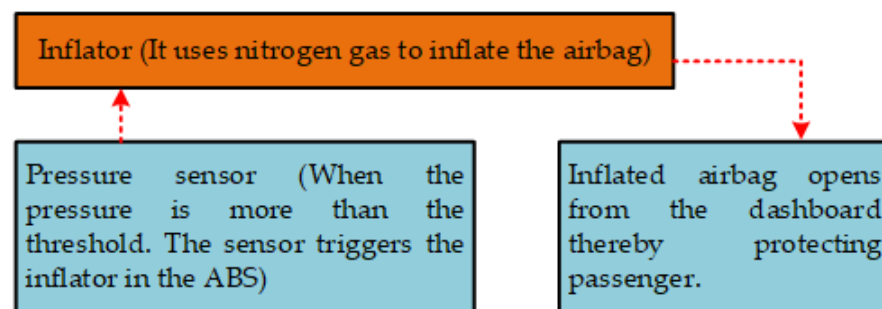 Inflator (It uses nitrogen gas to inflate the airbag)
Pressure sensor (When the
pressure is more than the
threshold. The sensor triggers the
inflator in the ABS)
Inflated airbag opens
from the dashboard
thereby protecting
passenger.